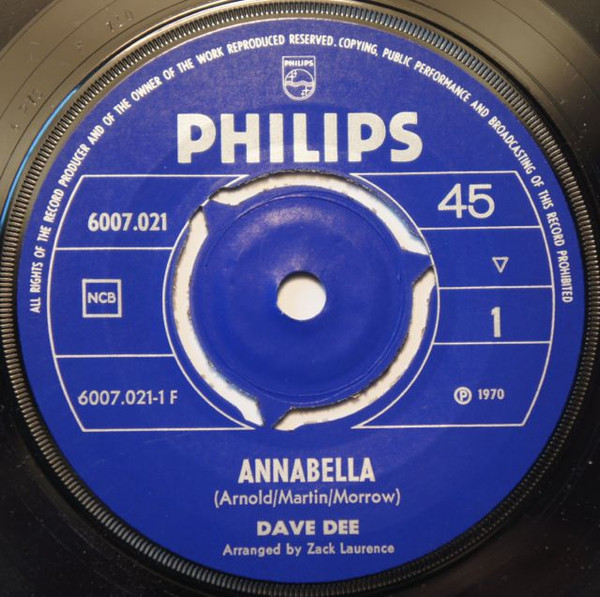 ALL RIGHTS OF THE RECORD PRODUCER AND OF THE OWNER OF THE WORK REPRODUCED RESERVED. COPYING, PUBLIC PERFORMANCE AND BROADCASTING OF THIS RECORD PROHIBITED
PHILIPS
PHILIPS
6007.021
45
NCB
1
6007.021-1 F
℗ 1970
ANNABELLA
(Arnold/Martin/Morrow)
DAVE DEE
Arranged by Zack Laurence